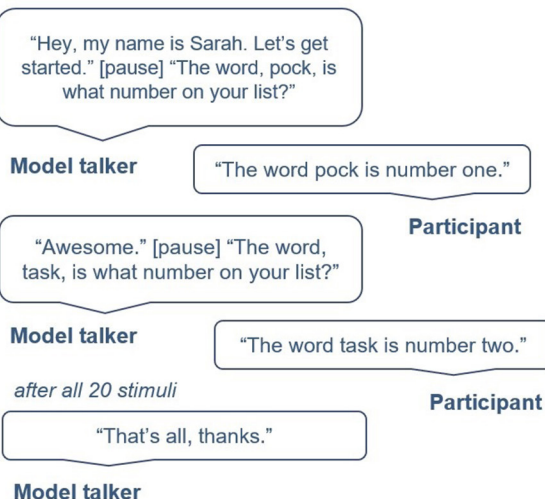 “Hey, my name is Sarah. Let’s get
started.” [pause] “The word, pock, is
what number on your list?”
Model talker
“The word pock is number one.”
Participant
“Awesome.” [pause] “The word,
task, is what number on your list?”
Model talker
“The word task is number two.”
Participant
after all 20 stimuli
“That’s all, thanks.”
Model talker